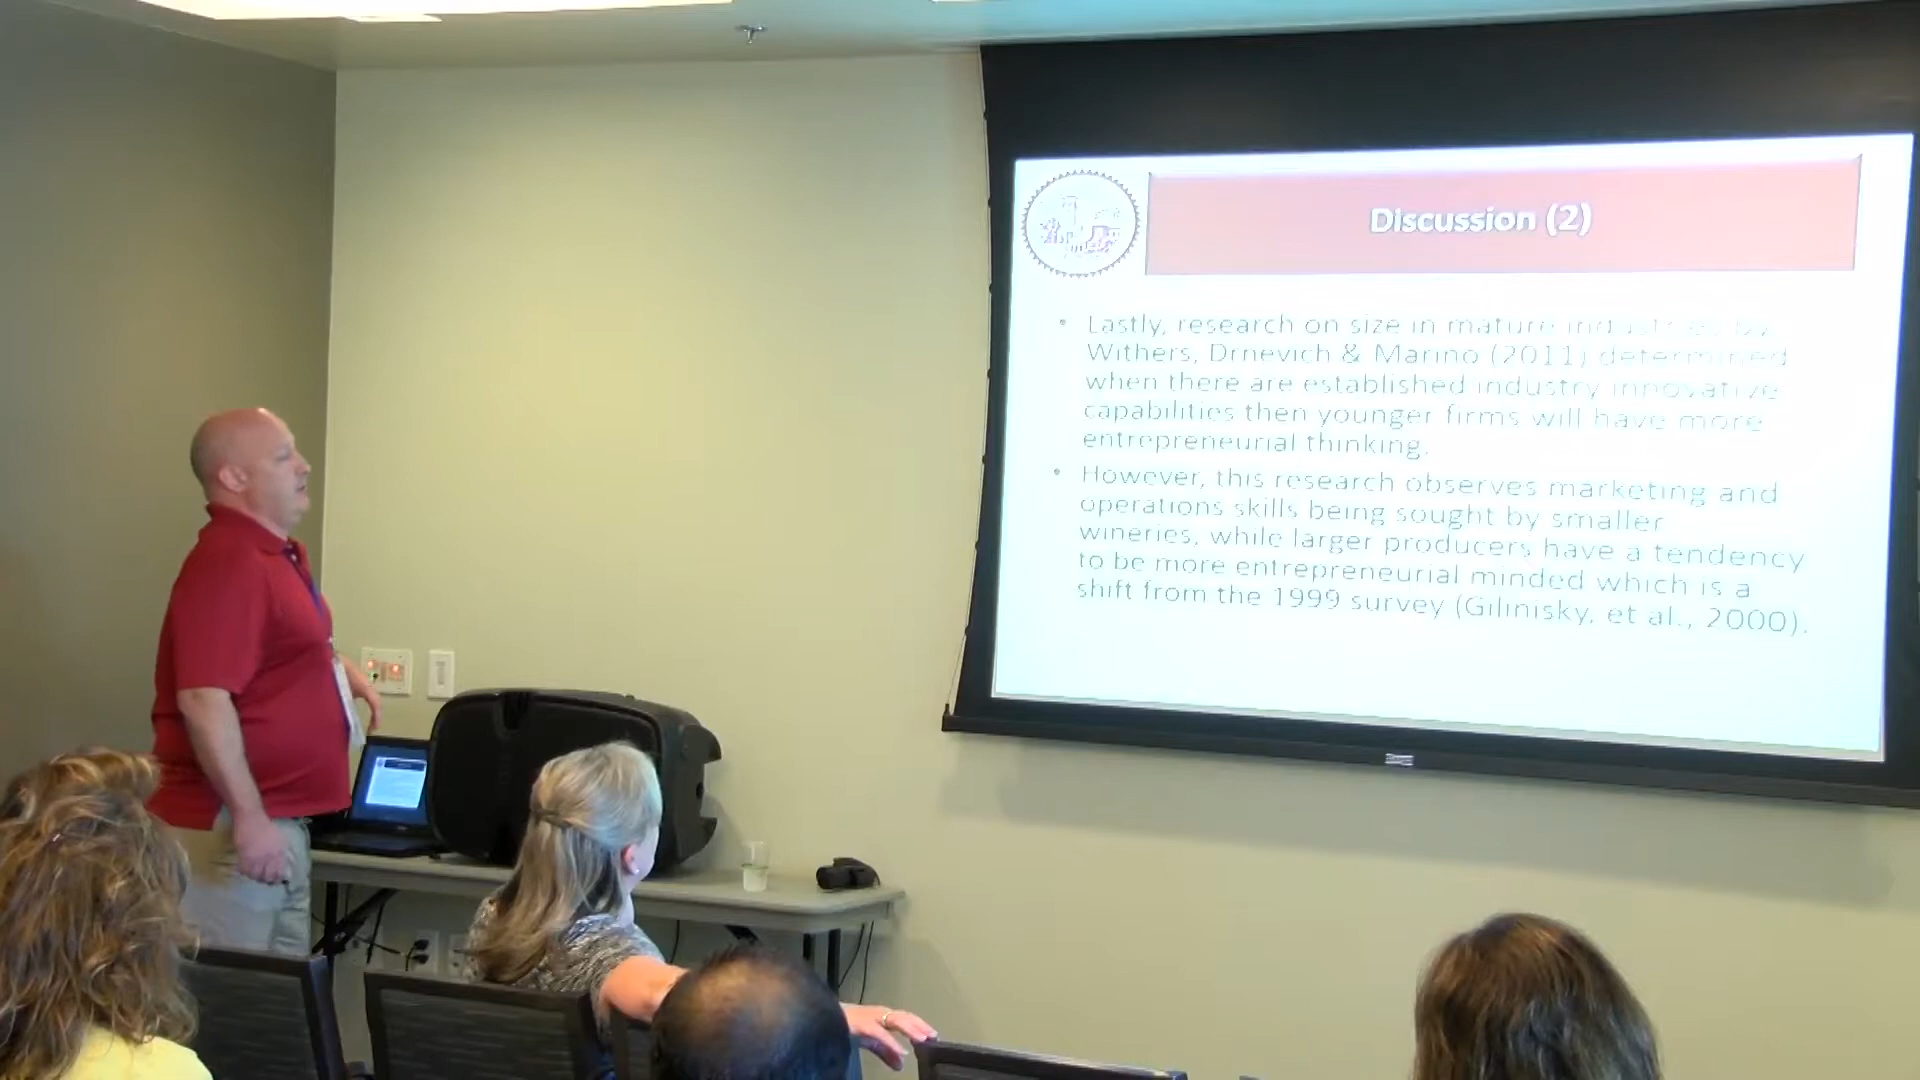 Discussion (2)
• Lastly, research on size in mature industries by
Withers, Drnevich & Marino (2011) determined
when there are established industry innovative
capabilities then younger firms will have more
entrepreneurial thinking.
• However, this research observes marketing and
operations skills being sought by smaller
wineries, while larger producers have a tendency
to be more entrepreneurial minded which is a
shift from the 1999 survey (Gilinisky, et al., 2000).